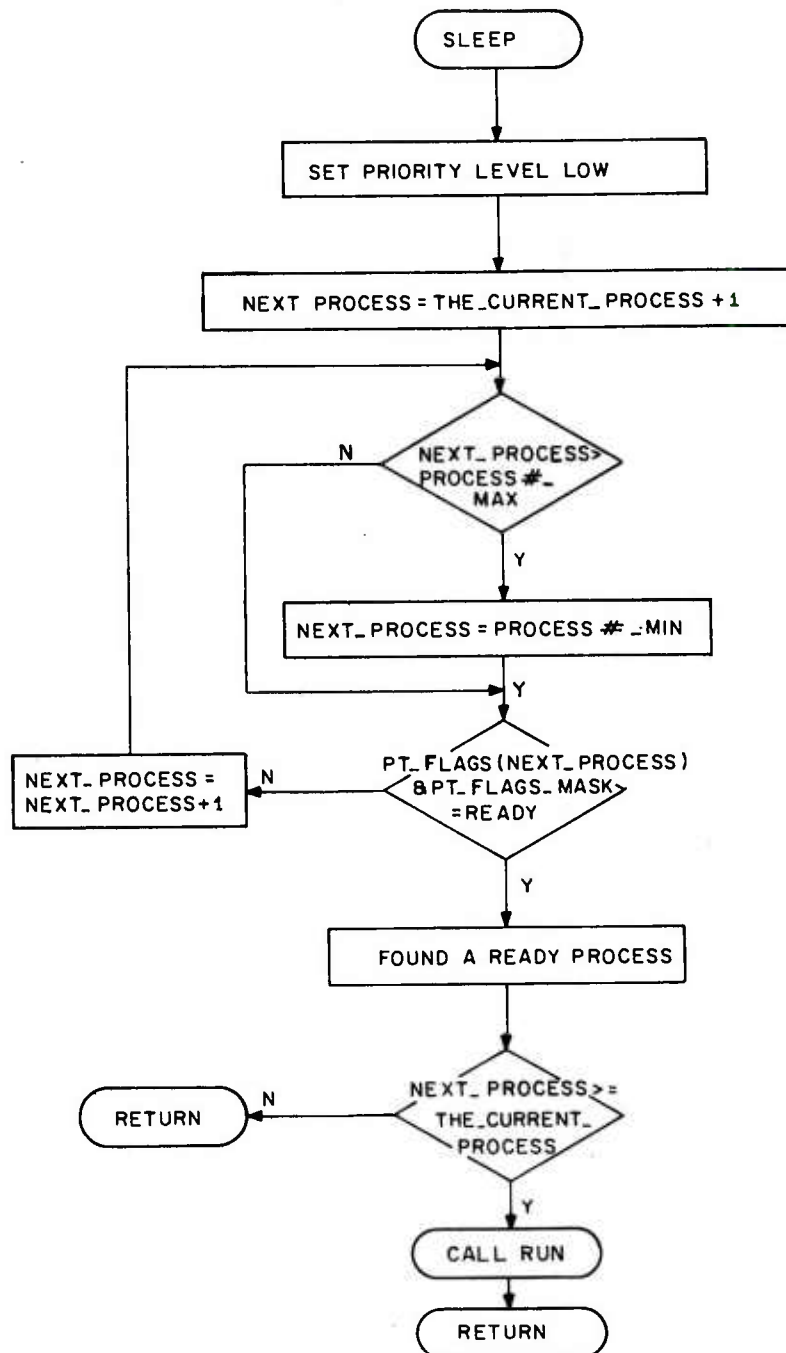 SLEEP
SET PRIORITY LEVEL LOW
NEXT PROCESS = THE_CURRENT_PROCESS +1
N
NEXT_PROCESS>
PROCESS #_
MAX
Y
NEXT_PROCESS = PROCESS #_MIN
Y
NEXT_PROCESS =
NEXT_PROCESS+1
N
PT_FLAGS(NEXT_PROCESS)
&PT_FLAGS_MASK>
=READY
Y
FOUND A READY PROCESS
RETURN
N
NEXT_PROCESS>=
THE_CURRENT_
PROCESS
Y
CALL RUN
RETURN